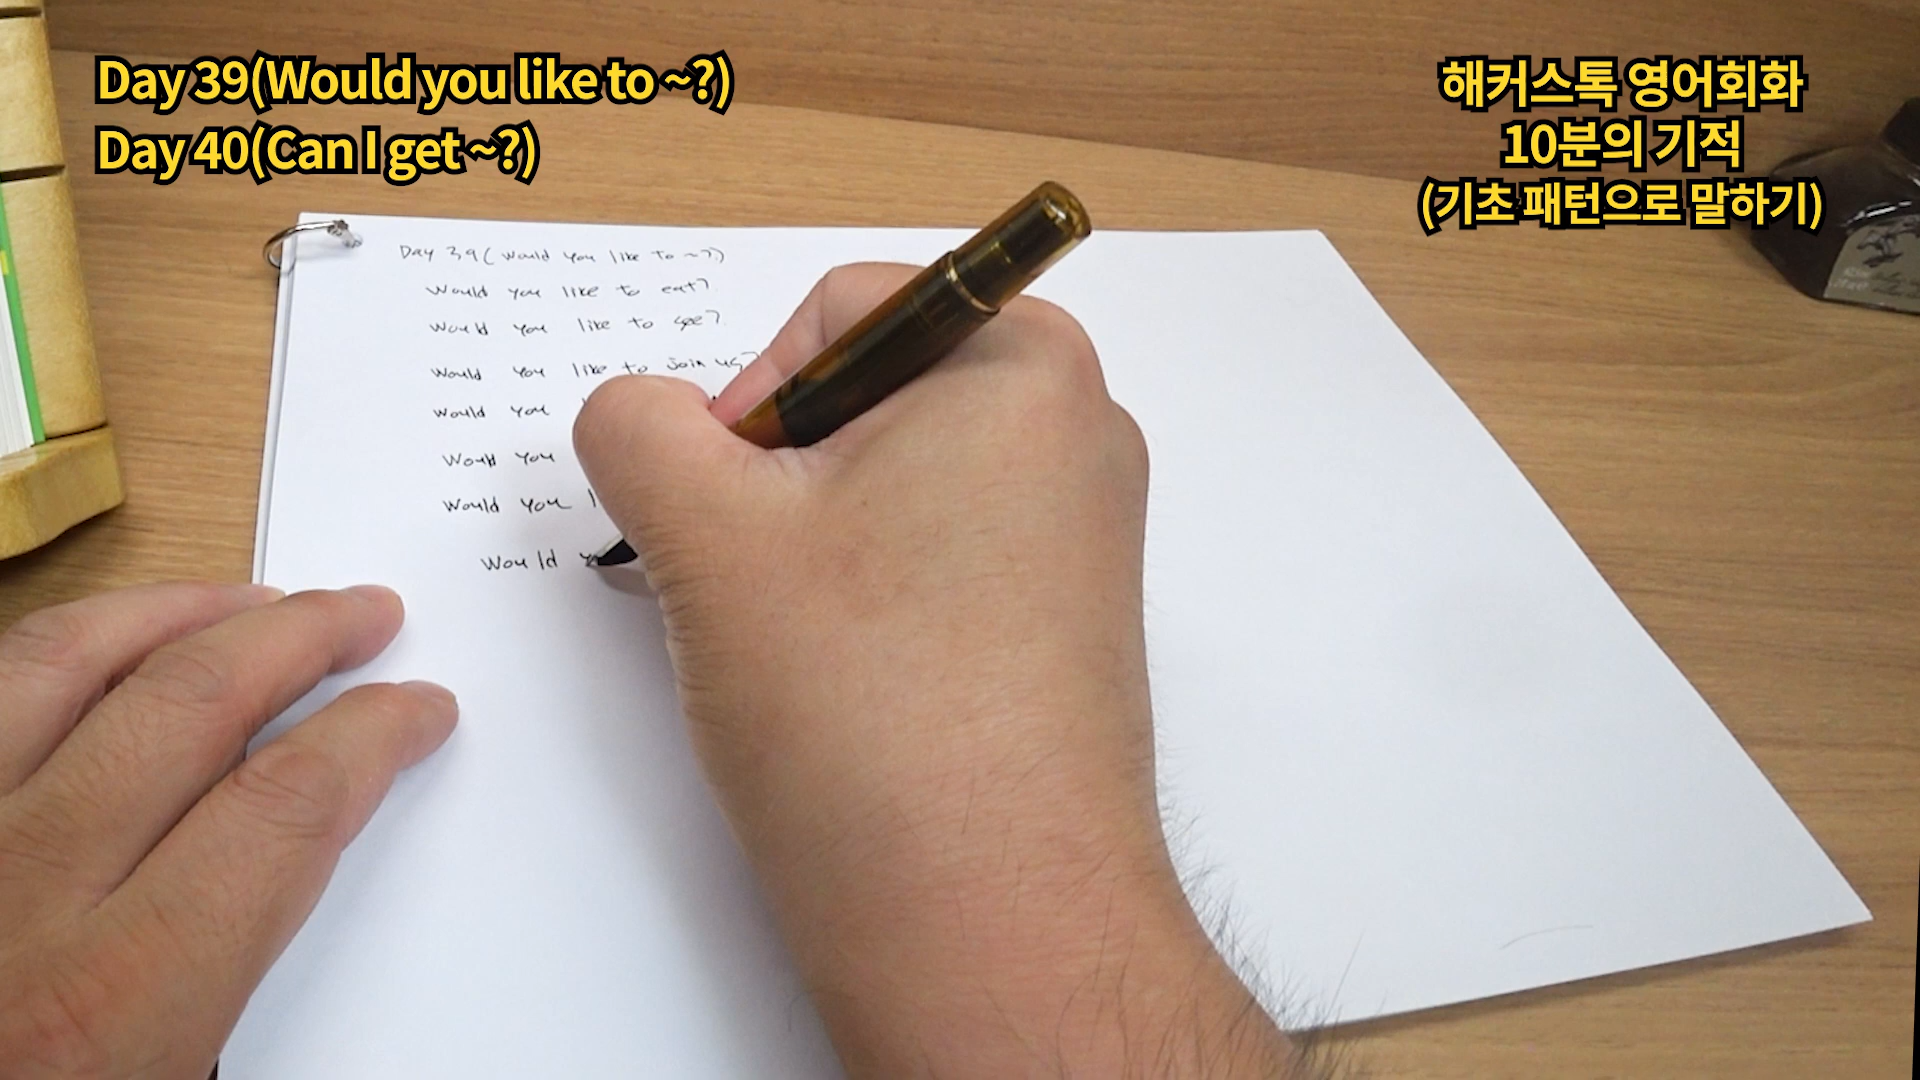 Day 39(Would you like to ~?)
Day 40(Can I get ~?)
해커스톡 영어회화
10분의 기적
(기초 패턴으로 말하기)
Day 39(Would you like to ~?)
Would you like to eat?
Would you like to see?
Would you like to join us?
Would you
Would you
Would you
Would